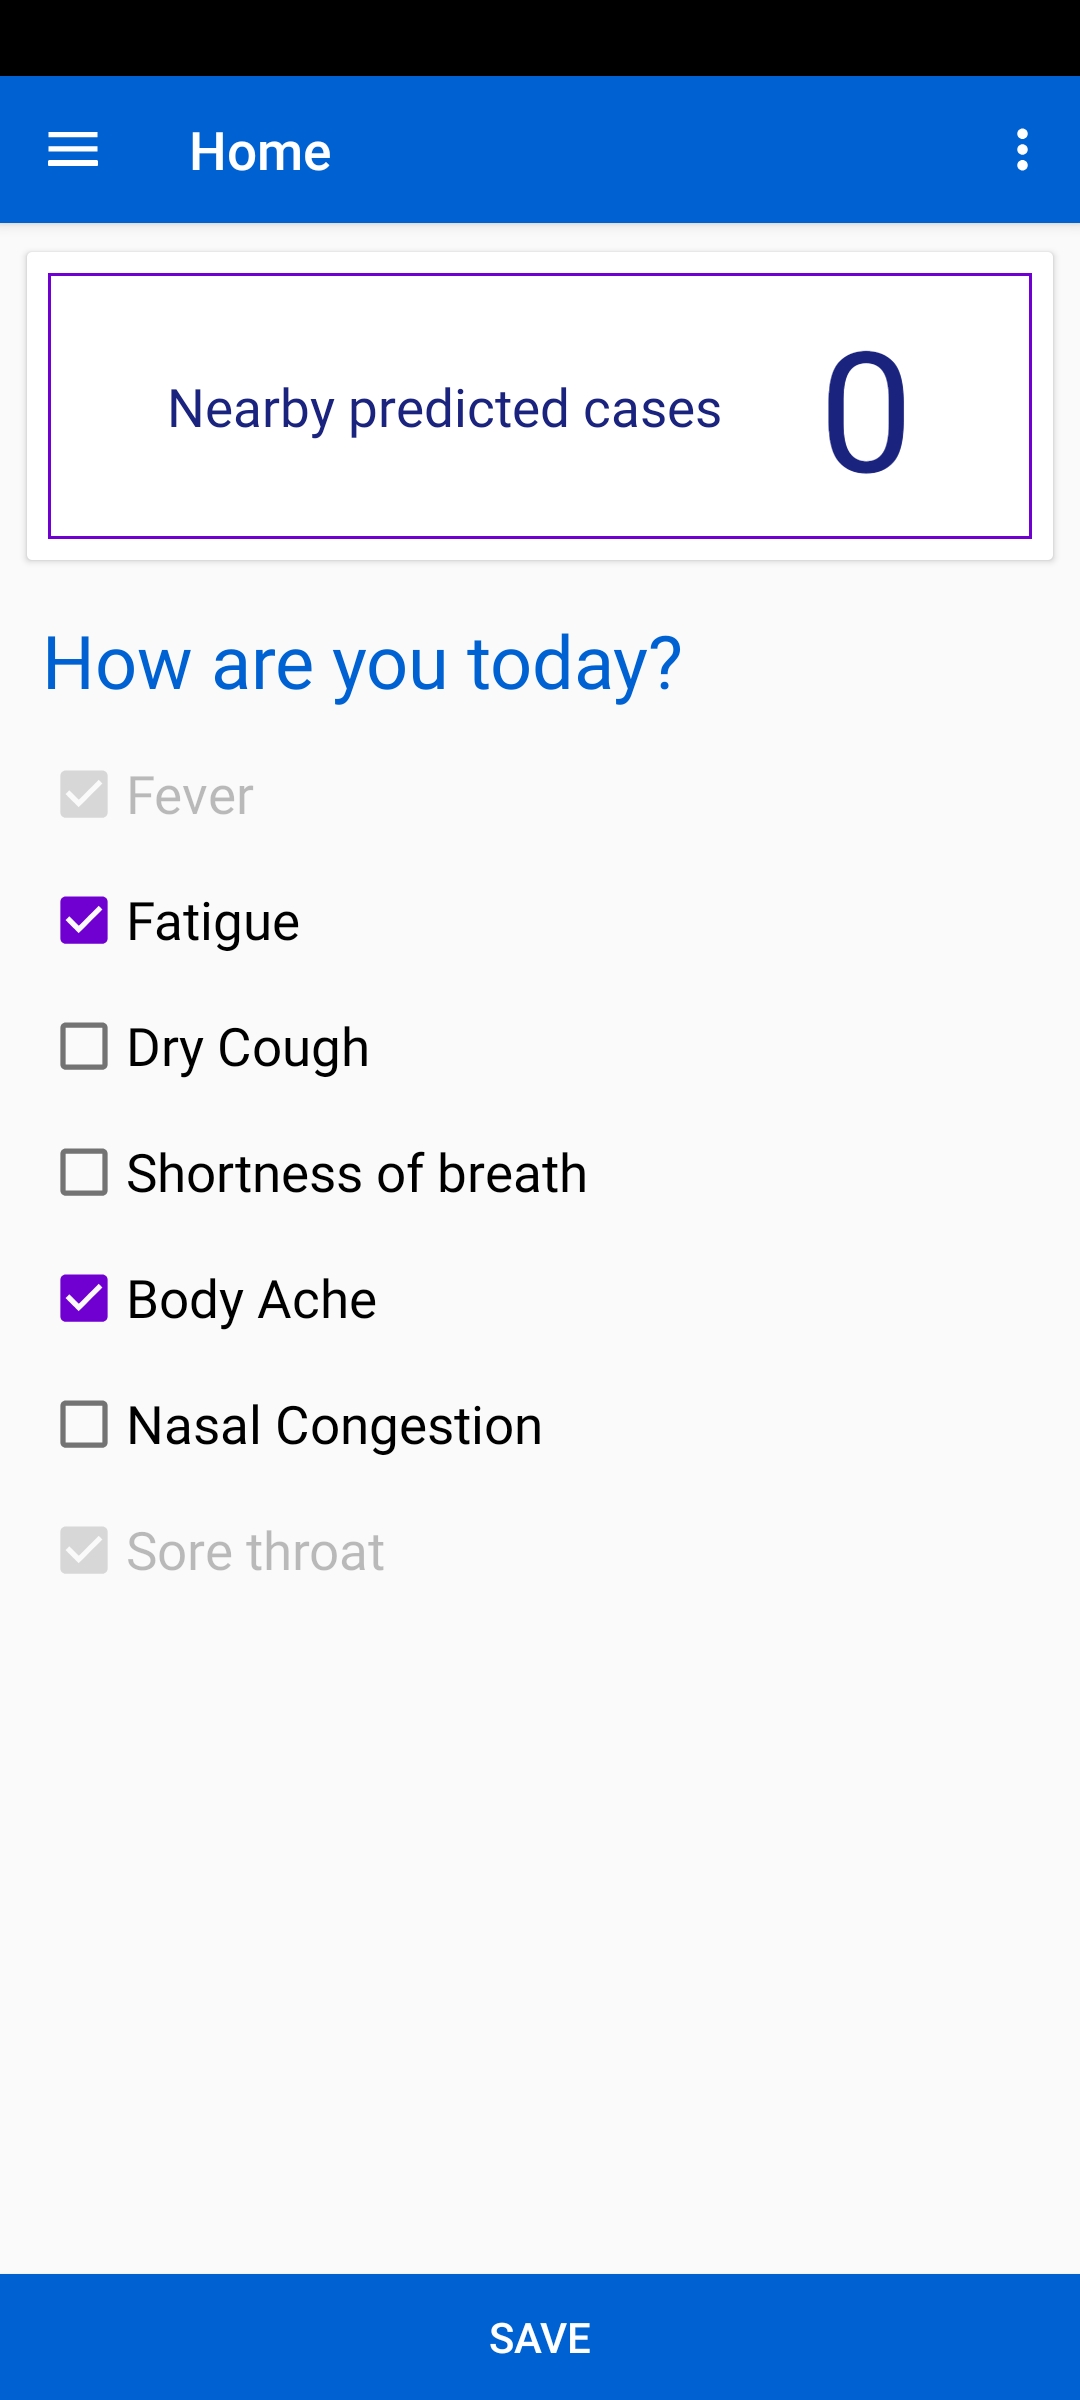 Home
Nearby predicted cases 0
How are you today?
Fever
Fatigue
Dry Cough
Shortness of breath
Body Ache
Nasal Congestion
Sore throat
SAVE